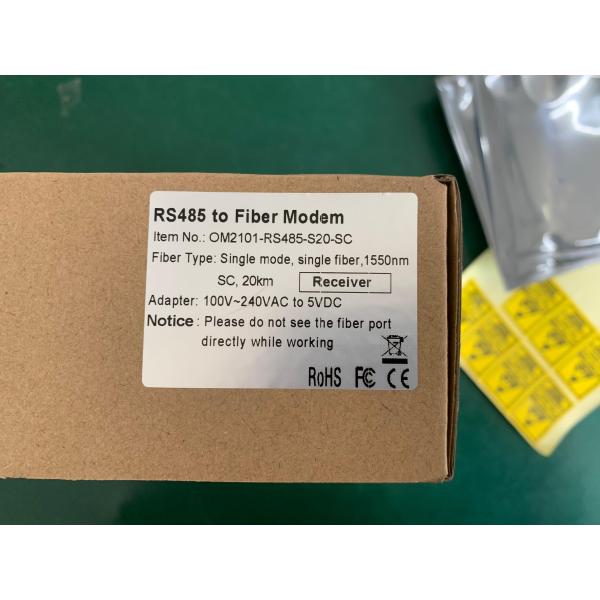 RS485 to Fiber Modem
Item No.: OM2101-RS485-S20-SC
Fiber Type: Single mode, single fiber,1550nm
SC, 20km Receiver
Adapter: 100V~240VAC to 5VDC
Notice : Please do not see the fiber port
directly while working
RoHS FC CE